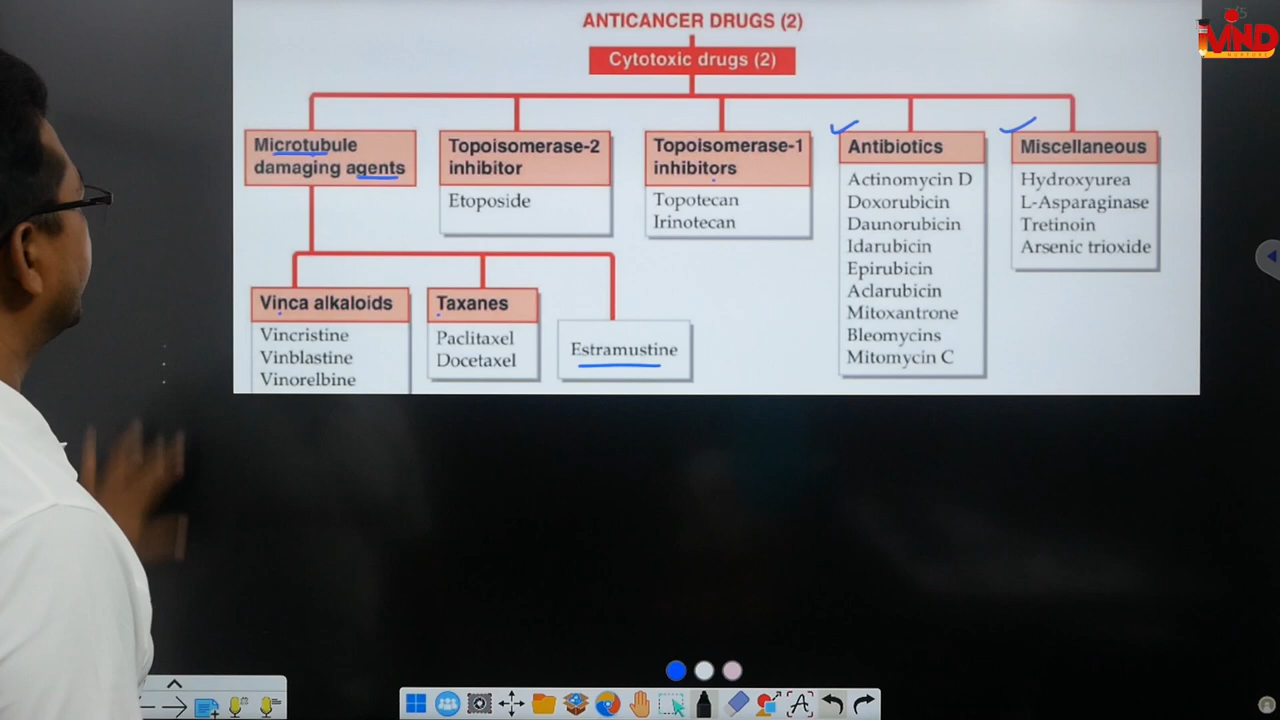 ANTICANCER DRUGS (2)
Cytotoxic drugs (2)
Microtubule
damaging agents
Topoisomerase-2
inhibitor
Etoposide
Topoisomerase-1
inhibitors
Topotecan
Irinotecan
Antibiotics
Actinomycin D
Doxorubicin
Daunorubicin
Idarubicin
Epirubicin
Aclarubicin
Mitoxantrone
Bleomycins
Mitomycin C
Miscellaneous
Hydroxyurea
L-Asparaginase
Tretinoin
Arsenic trioxide
Vinca alkaloids
Vincristine
Vinblastine
Vinorelbine
Taxanes
Paclitaxel
Docetaxel
Estramustine